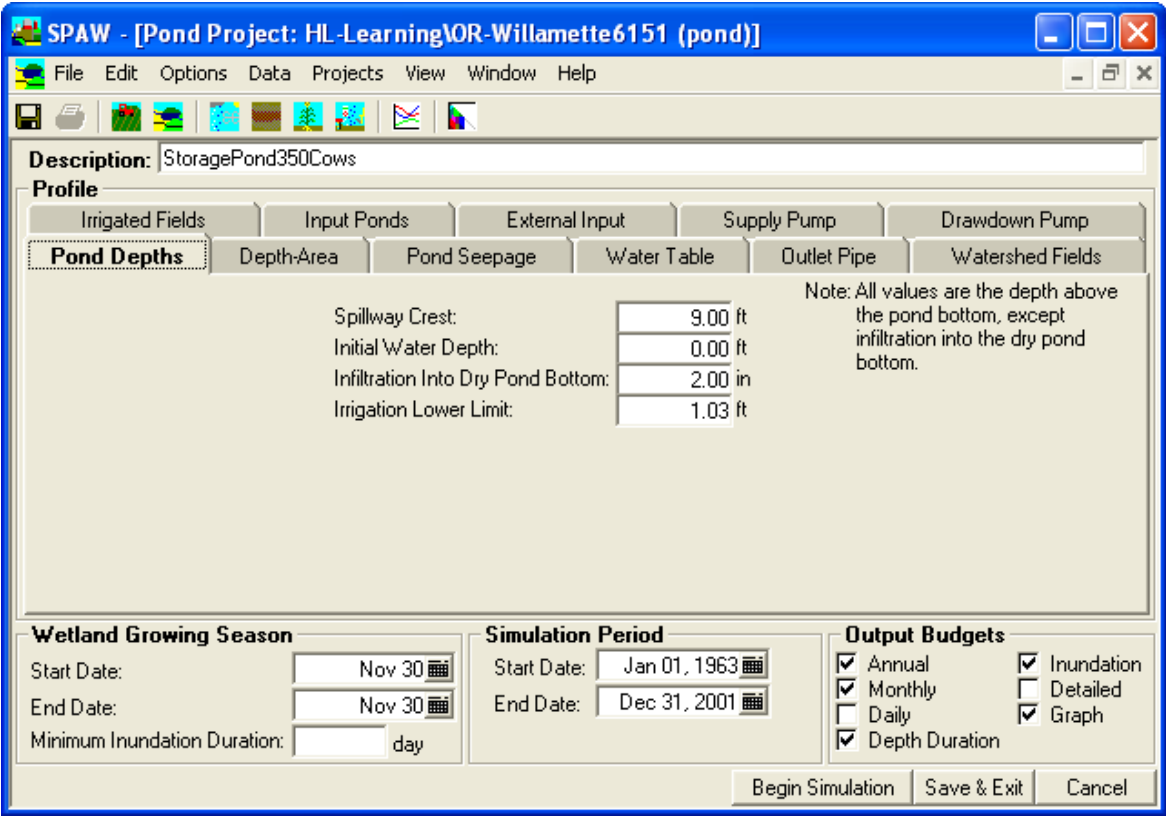 SPAW - [Pond Project: HL-Learning\OR-Willamette6151 (pond)]
File Edit Options Data Projects View Window Help
Description: StoragePond350Cows
Profile
Irrigated Fields Input Ponds External Input Supply Pump Drawdown Pump
Pond Depths Depth-Area Pond Seepage Water Table Outlet Pipe Watershed Fields
Spillway Crest: 9.00 ft
Initial Water Depth: 0.00 ft
Infiltration Into Dry Pond Bottom: 2.00 in
Irrigation Lower Limit: 1.03 ft
Note: All values are the depth above
the pond bottom, except
infiltration into the dry pond
bottom.
Wetland Growing Season
Start Date: Nov 30
End Date: Nov 30
Minimum Inundation Duration: day
Simulation Period
Start Date: Jan 01, 1963
End Date: Dec 31, 2001
Output Budgets
Annual Inundation
Monthly Detailed
Daily Graph
Depth Duration
Begin Simulation Save & Exit Cancel